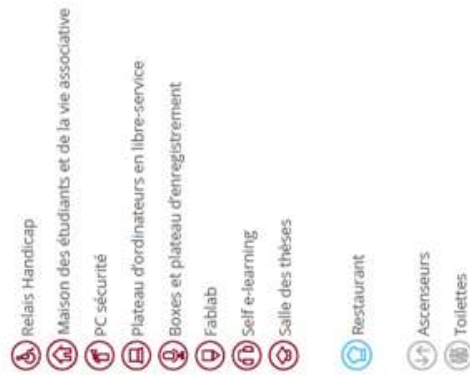 Relais Handicap
Maison des étudiants et de la vie associative
PC sécurité
Plateau d'ordinateurs en libre-service
Boxes et plateau d'enregistrement
Fablab
Self e-learning
Salle des thèses
Restaurant
Ascenseurs
Toilettes